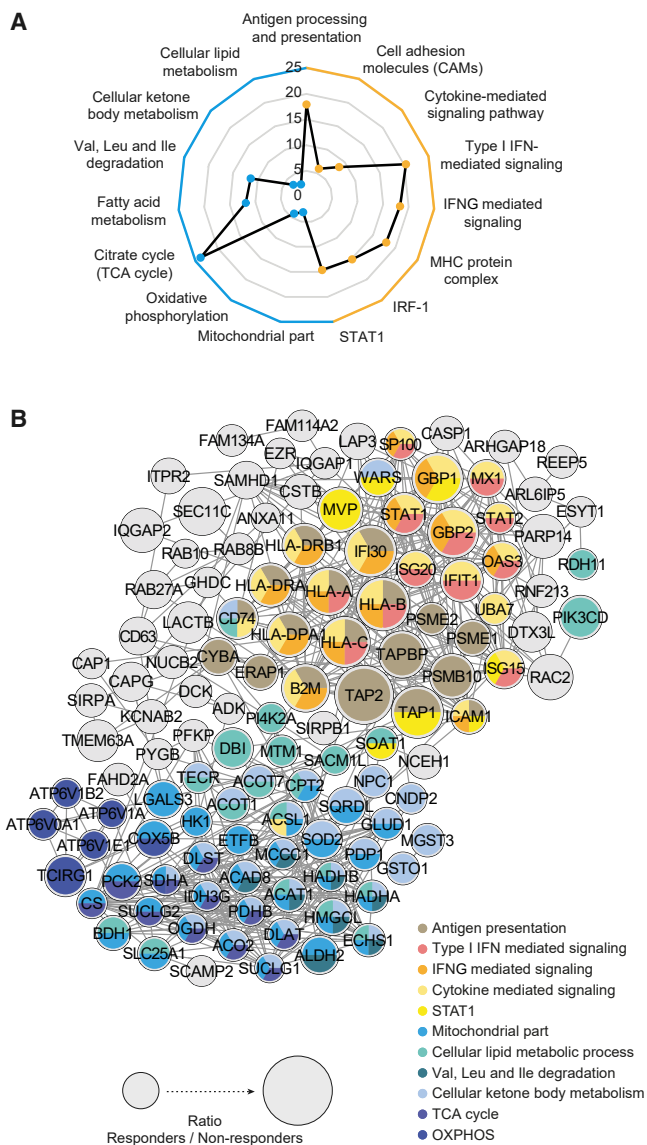 A
Antigen processing
and presentation
Cell adhesion
molecules (CAMs)
Cytokine-mediated
signaling pathway
Type I IFN-
mediated signaling
IFNG mediated
signaling
MHC protein
complex
IRF-1
STAT1
Mitochondrial part
Oxidative
phosphorylation
Citrate cycle
(TCA cycle)
Fatty acid
metabolism
Val, Leu and Ile
degradation
Cellular ketone
body metabolism
Cellular lipid
metabolism
25
20
15
10
5
0
B
FAM114A2
FAM134A
EZR
LAP3
SP100
CASP1
ARHGAP18
REEP5
IQGAP1
ITPR2
SAMHD1
CSTB
WARS
GBP1
MX1
ARL6IP5
ESYT1
SEC11C
ANXA11
MVP
STAT1
STAT2
IQGAP2
RAB10
RAB8B
HLA-DRB1
IFI30
GBP2
PARP14
OAS3
RDH11
RAB27A
GHDC
HLA-DRA
HLA-A
ISG20
IFIT1
RNF213
HLA-B
UBA7
PIK3CD
LACTB
CD74
PSME2
DTX3L
CD63
HLA-DPA1
HLA-C
PSME1
NUCB2
CYBA
TAPBP
CAP1
ERAP1
PSMB10
ISG15
RAC2
CAPG
DCK
B2M
TAP2
SIRPA
ADK
TAP1
ICAM1
KCNAB2
PI4K2A
SIRPB1
TMEM63A
PFKP
DBI
MTM1
SOAT1
PYGB
SACM1L
NCEH1
FAHD2A
TECR
ACOT7
CPT2
NPC1
ATP6V1B2
LGALS3
ACOT1
SQRDL
CNDP2
ATP6V1A
ATP6V0A1
HK1
ACSL1
GLUD1
ATP6V1E1
COX5B
ETFB
SOD2
MGST3
DLST
MCCC1
PDP1
GSTO1
TCIRG1
PCK2
SDHA
ACAD8
HADHB
CS
IDH3G
ACAT1
HADHA
SUCLG2
PDHB
HMGCL
BDH1
OGDH
DLAT
ECHS1
SLC25A1
ACO2
ALDH2
SCAMP2
SUCLG1
Antigen presentation
Type I IFN mediated signaling
IFNG mediated signaling
Cytokine mediated signaling
STAT1
Mitochondrial part
Cellular lipid metabolic process
Val, Leu and Ile degradation
Cellular ketone body metabolism
TCA cycle
OXPHOS
Ratio
Responders / Non-responders